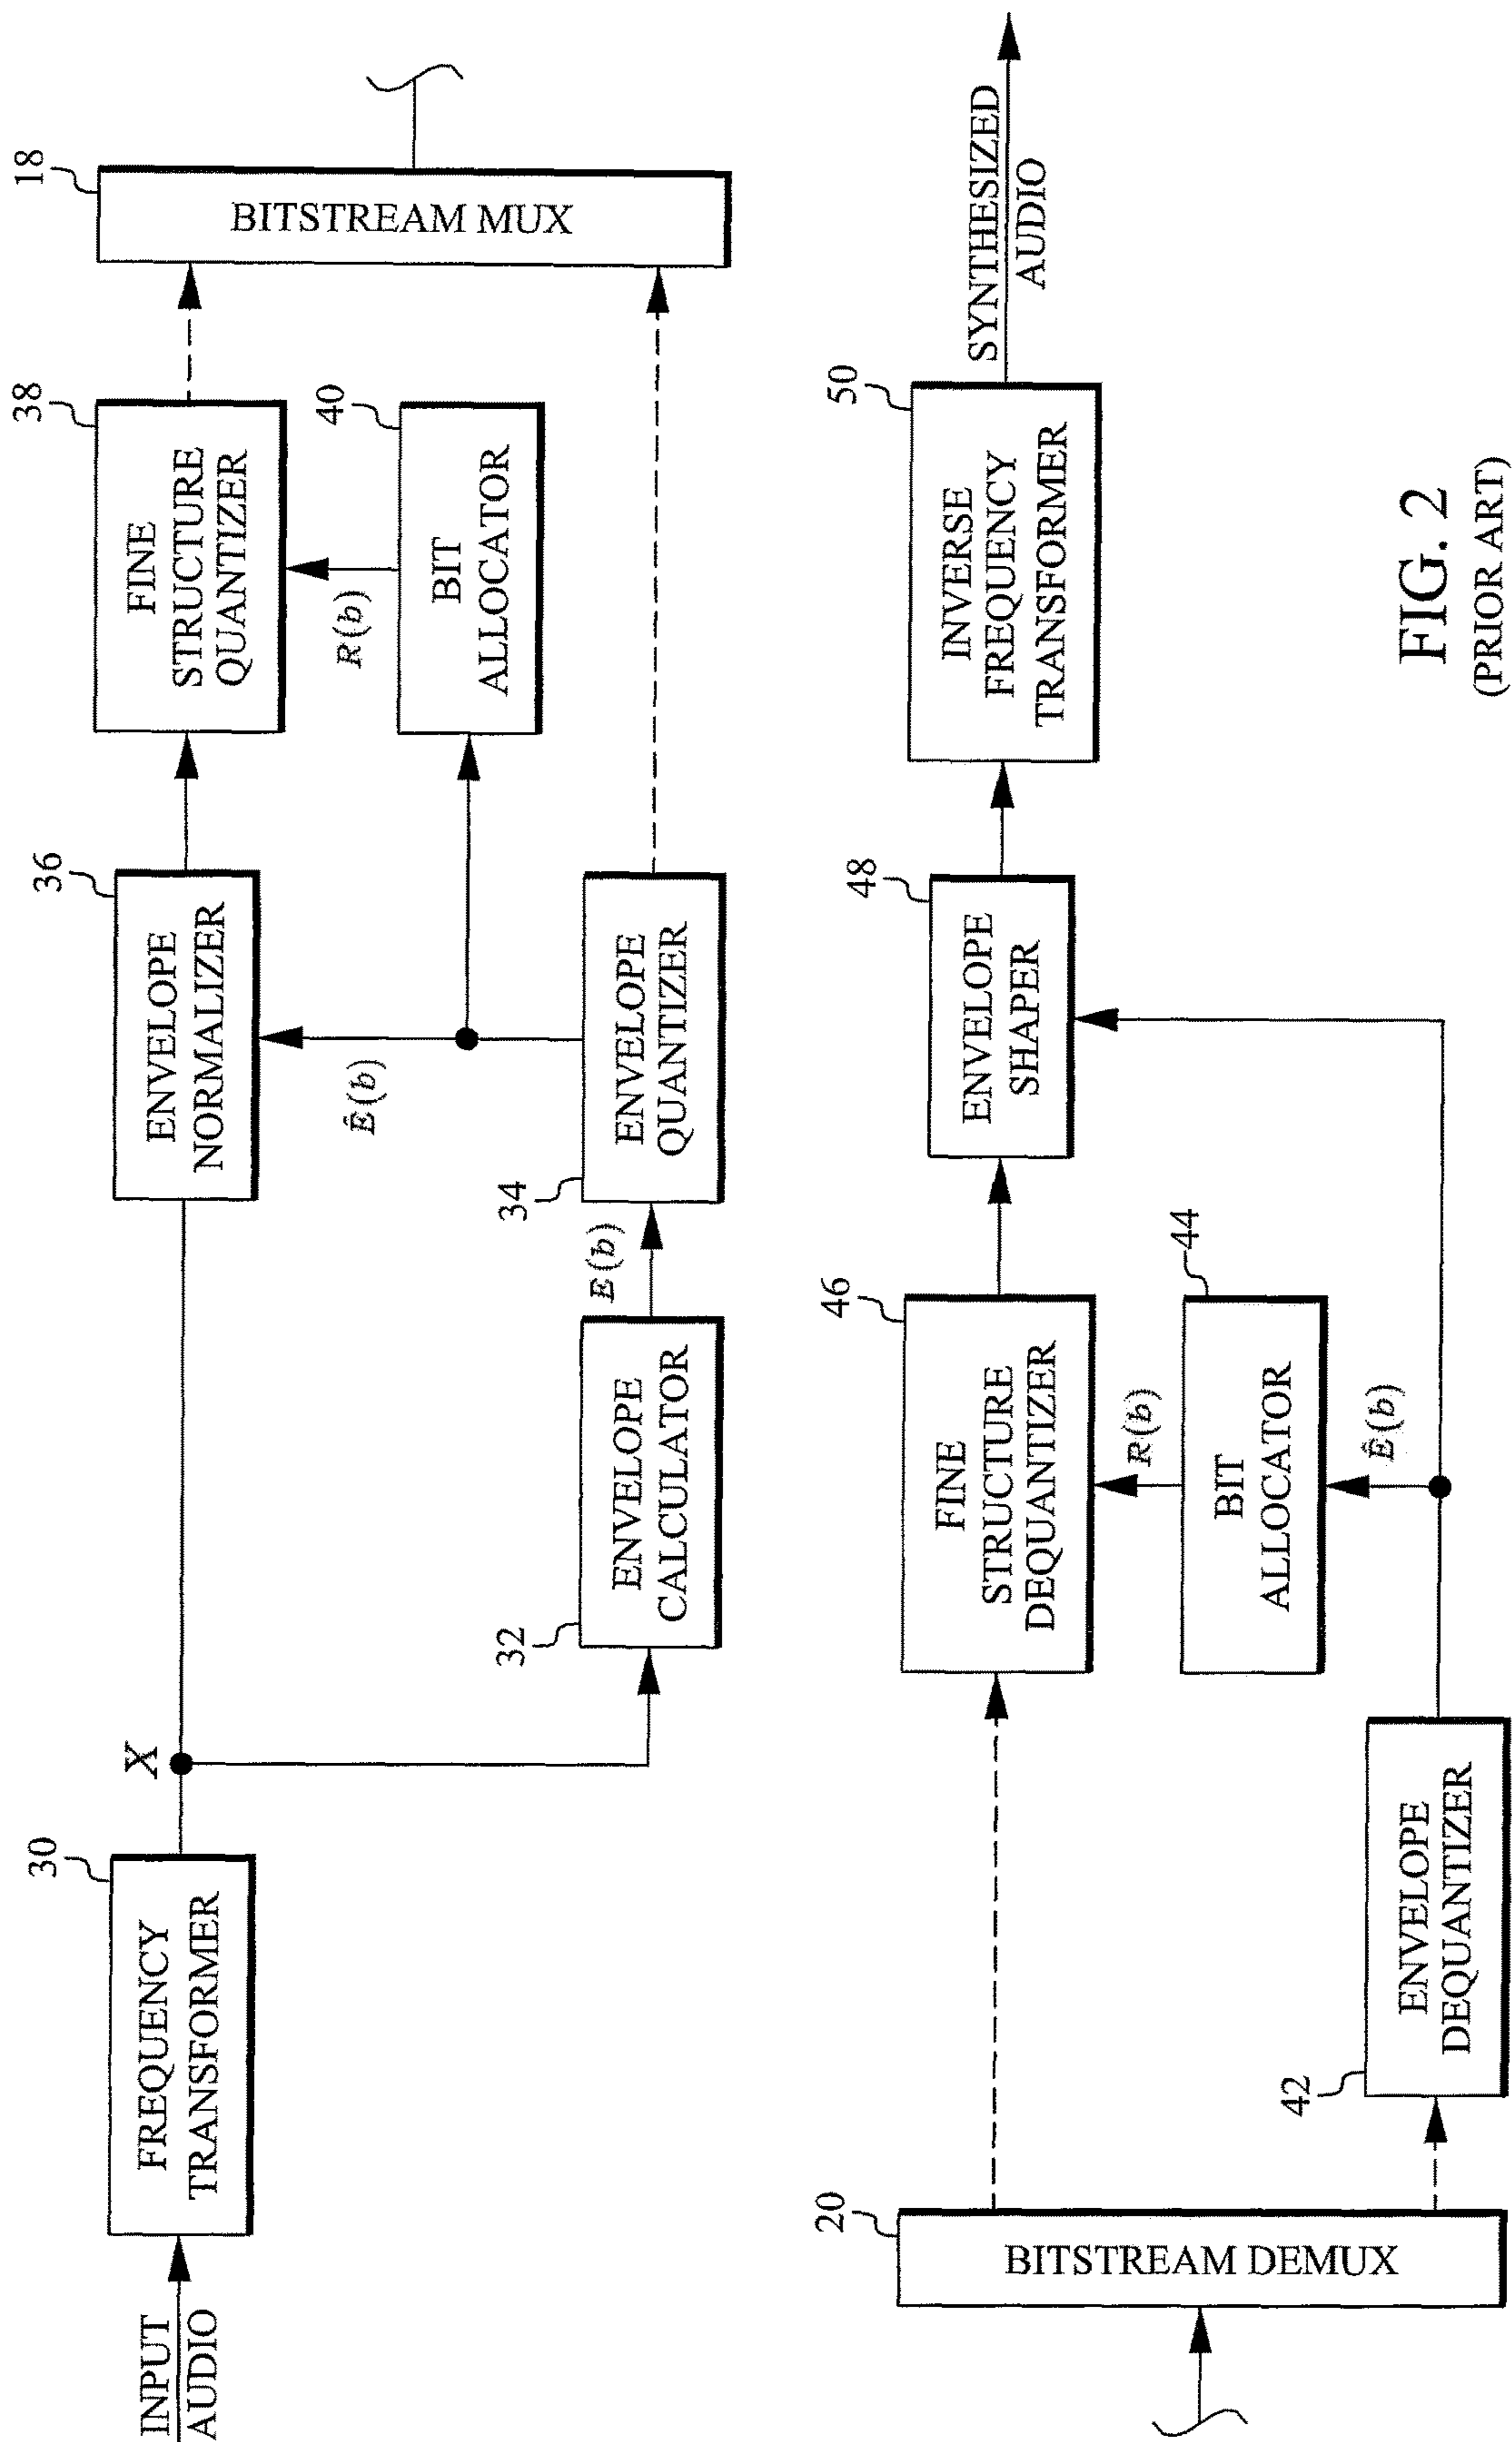 INPUT
AUDIO
30
FREQUENCY
TRANSFORMER
X
32
ENVELOPE
CALCULATOR
E(b)
34
ENVELOPE
QUANTIZER
Ê(b)
36
ENVELOPE
NORMALIZER
38
FINE
STRUCTURE
QUANTIZER
R(b)
40
BIT
ALLOCATOR
18
BITSTREAM MUX
20
BITSTREAM DEMUX
42
ENVELOPE
DEQUANTIZER
Ê(b)
44
BIT
ALLOCATOR
R(b)
46
FINE
STRUCTURE
DEQUANTIZER
48
ENVELOPE
SHAPER
50
INVERSE
FREQUENCY
TRANSFORMER
SYNTHESIZED
AUDIO
FIG. 2
(PRIOR ART)